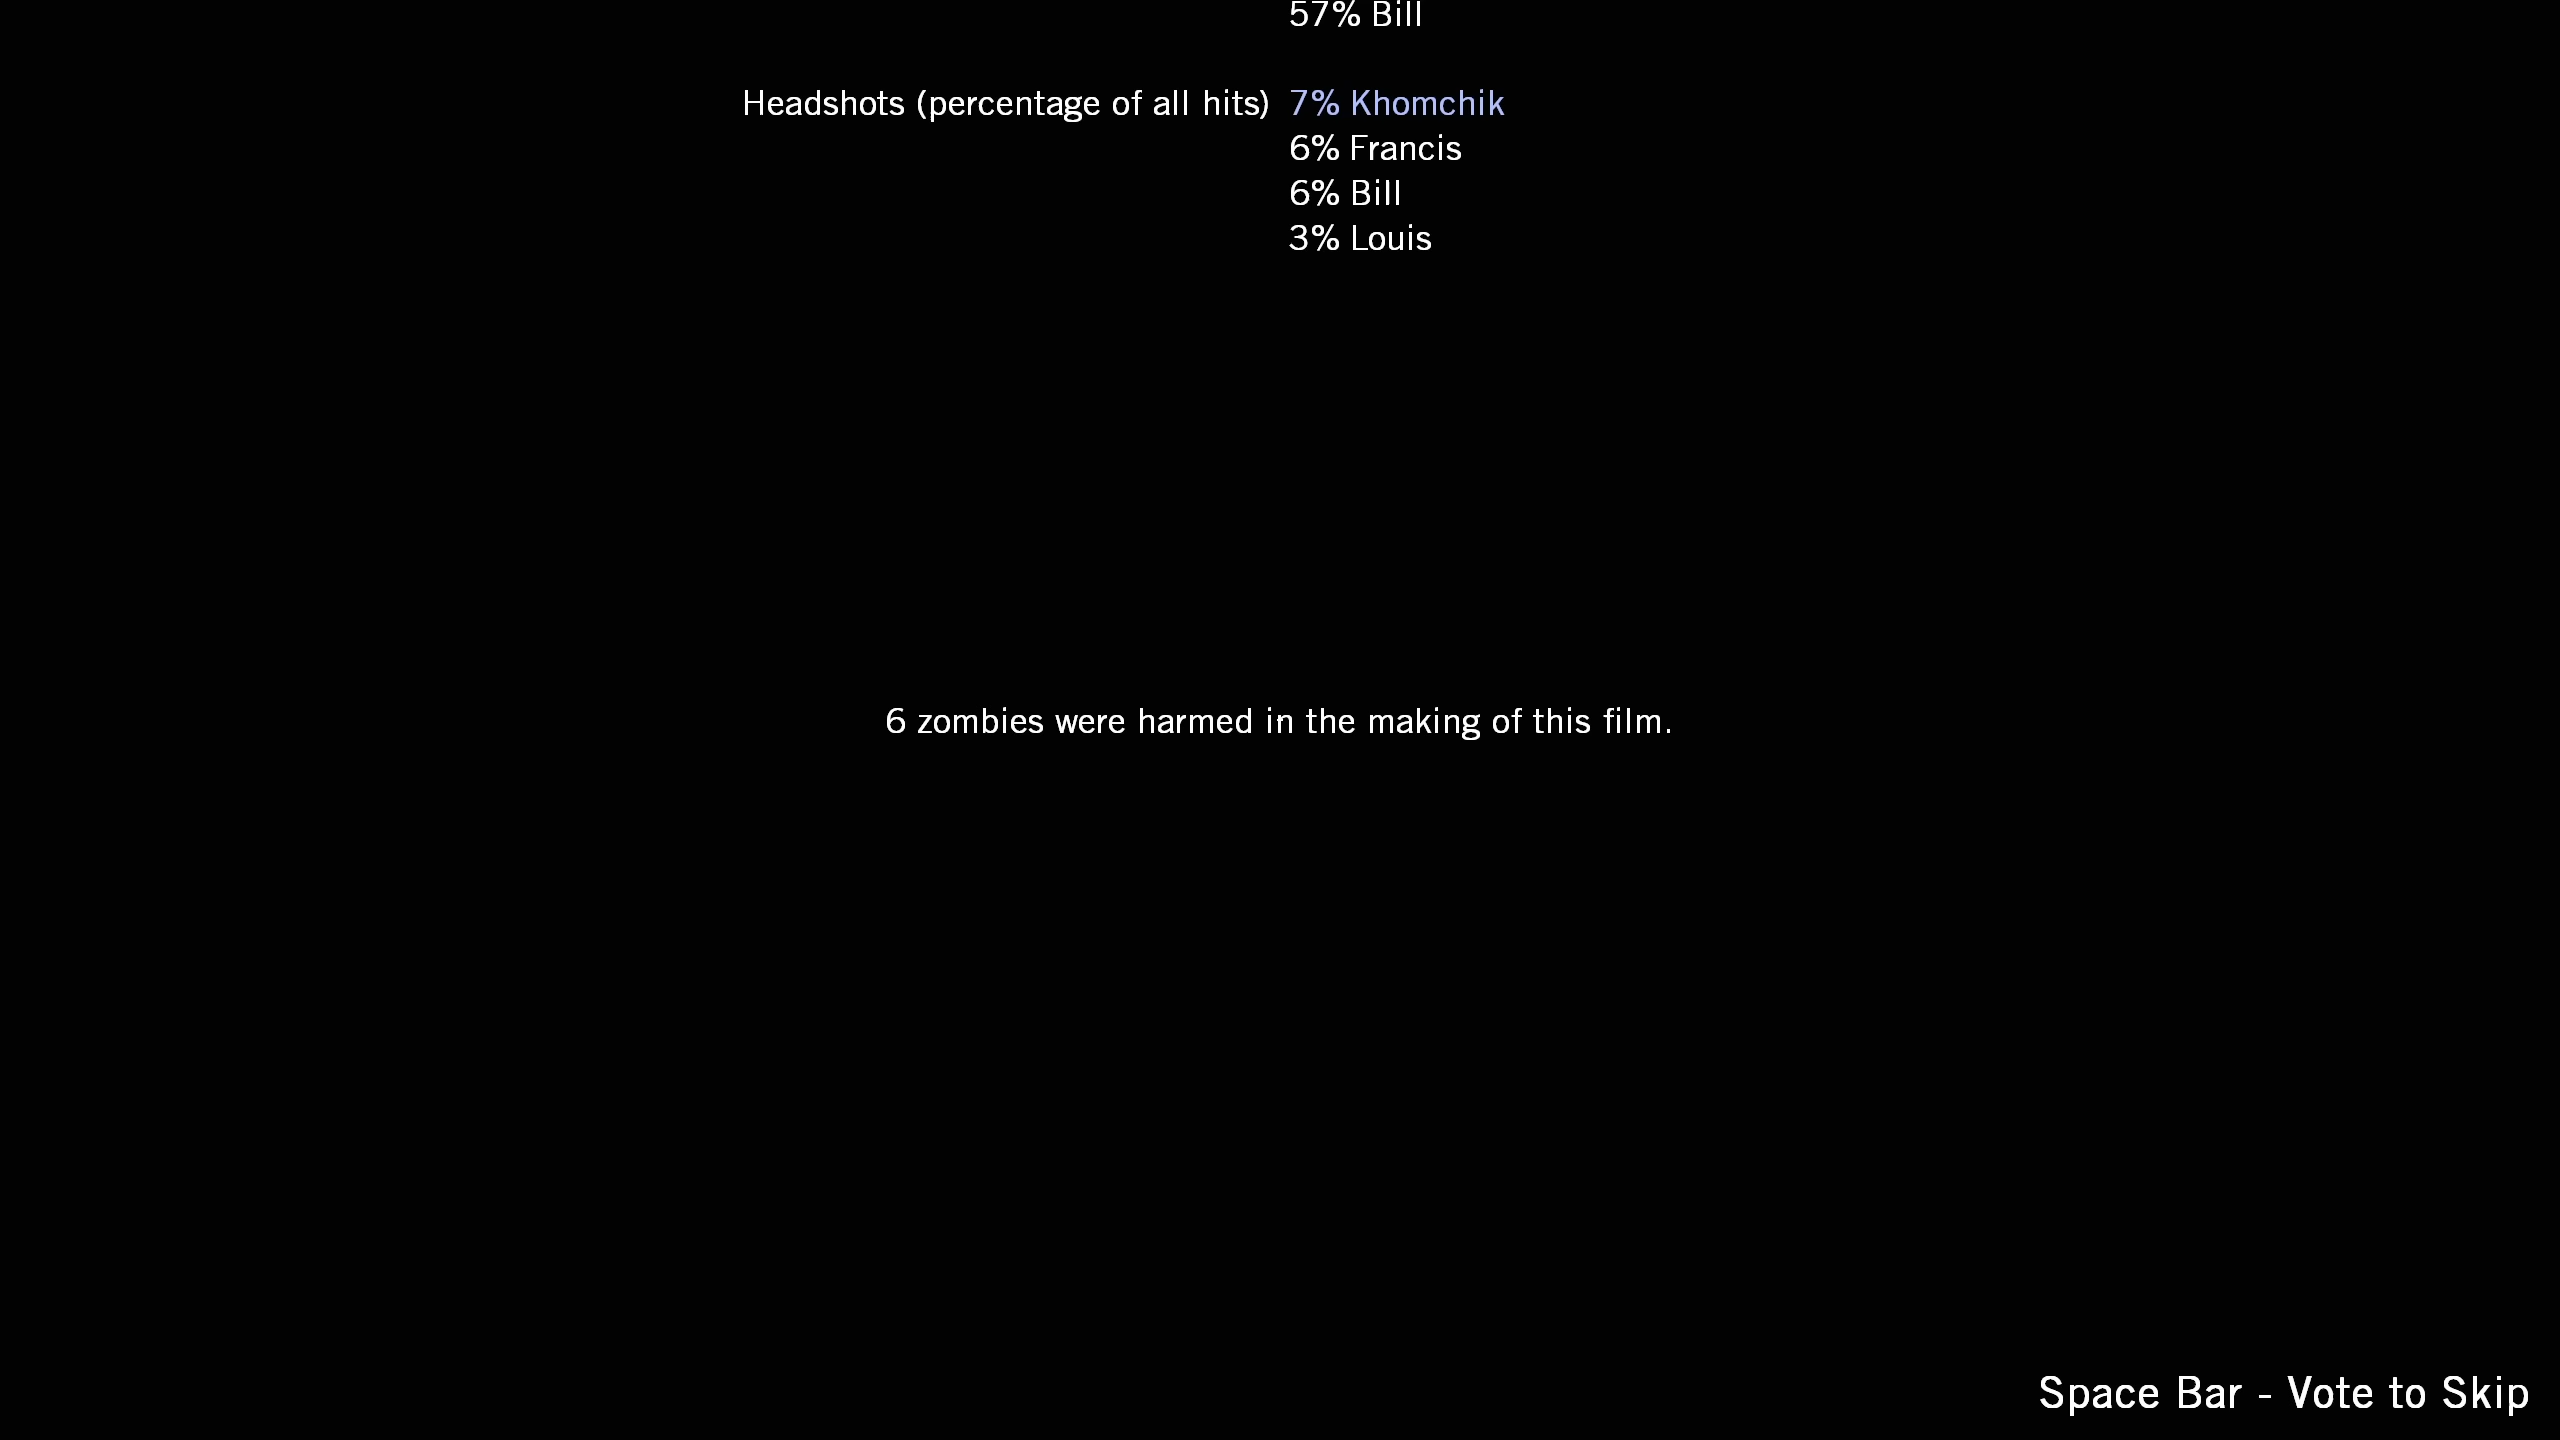 57% Bill
Headshots (percentage of all hits) 7% Khomchik
6% Francis
6% Bill
3% Louis
6 zombies were harmed in the making of this film.
Space Bar - Vote to Skip